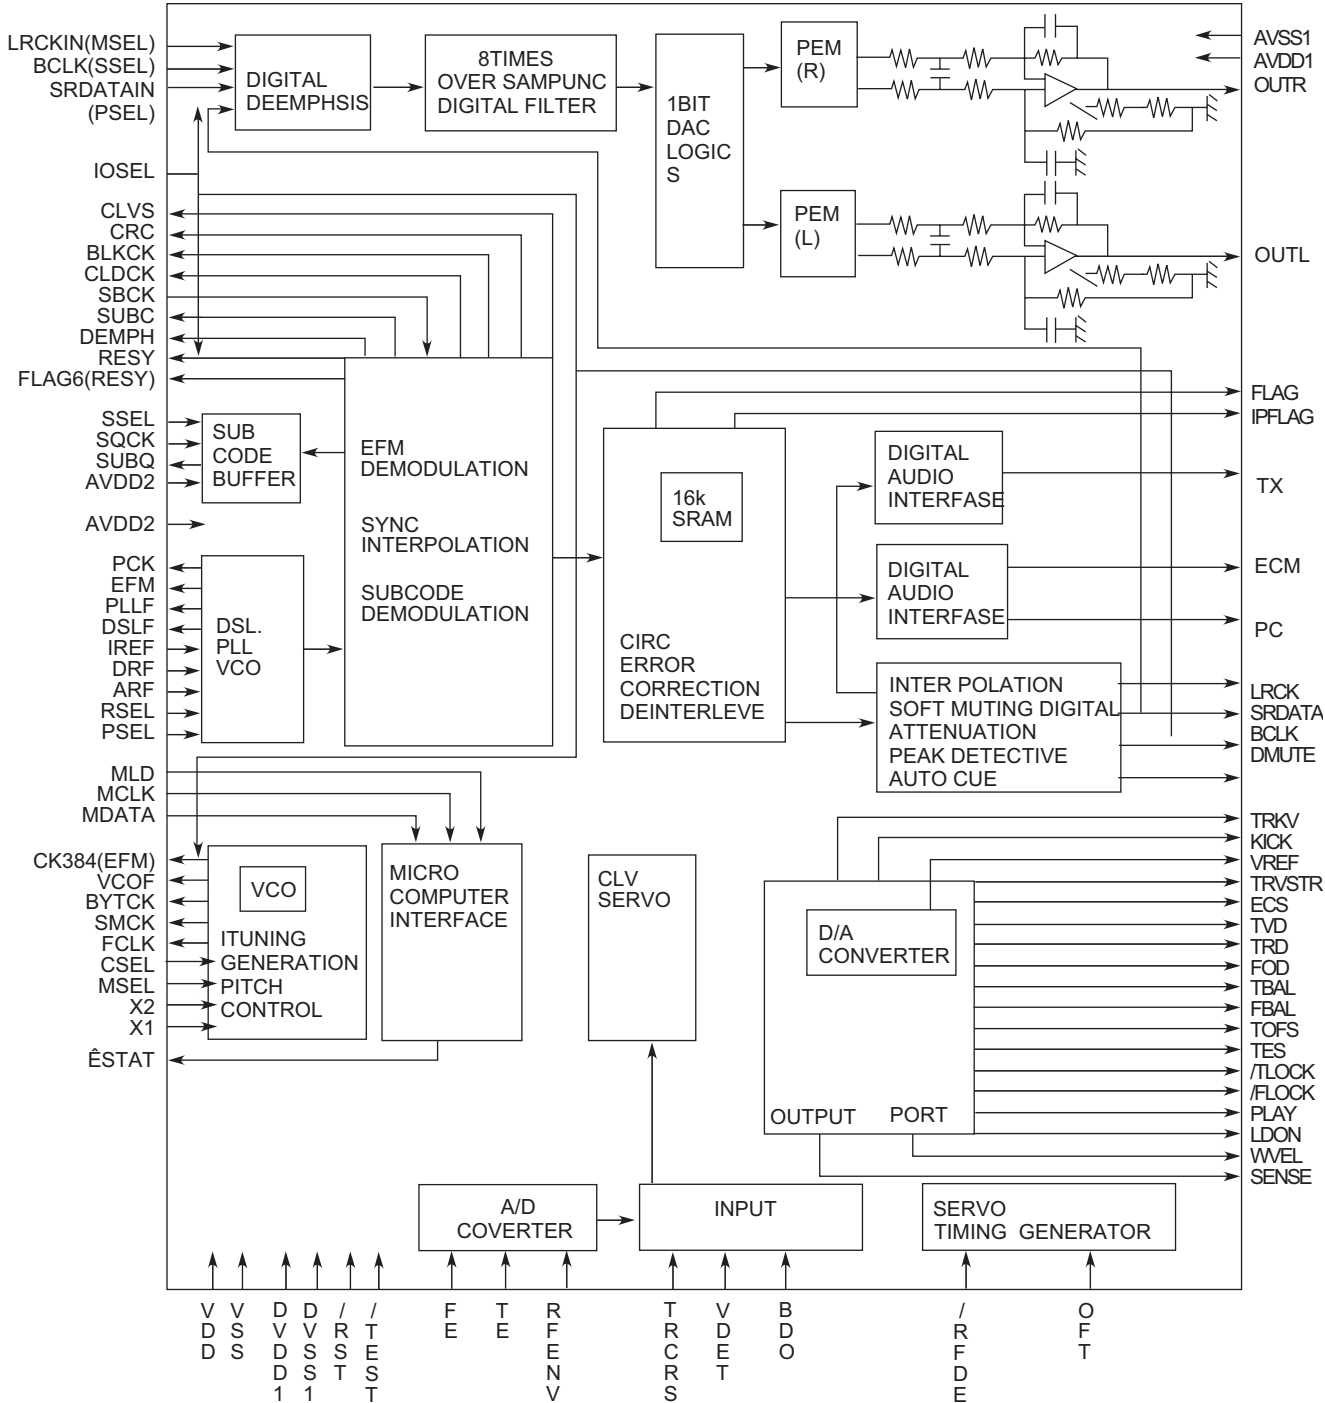 LRCKIN(MSEL)
BCLK(SSEL)
SRDATAIN
(PSEL)
IOSEL
CLVS
CRC
BLKCK
CLDCK
SBCK
SUBC
DEMPH
RESY
FLAG6(RESY)
SSEL
SQCK
SUBQ
AVDD2
AVDD2
PCK
EFM
PLLF
DSLF
IREF
DRF
ARF
RSEL
PSEL
MLD
MCLK
MDATA
CK384(EFM)
VCOF
BYTCK
SMCK
FCLK
CSEL
MSEL
X2
X1
ÊSTAT
DIGITAL
DEEMPHSIS
8TIMES
OVER SAMPUNC
DIGITAL FILTER
1BIT
DAC
LOGIC
S
PEM
(R)
PEM
(L)
SUB
CODE
BUFFER
EFM
DEMODULATION
SYNC
INTERPOLATION
SUBCODE
DEMODULATION
DSL.
PLL
VCO
16k
SRAM
CIRC
ERROR
CORRECTION
DEINTERLEVE
DIGITAL
AUDIO
INTERFASE
DIGITAL
AUDIO
INTERFASE
INTER POLATION
SOFT MUTING DIGITAL
ATTENUATION
PEAK DETECTIVE
AUTO CUE
VCO
ITUNING
GENERATION
PITCH
CONTROL
MICRO
COMPUTER
INTERFACE
CLV
SERVO
D/A
CONVERTER
OUTPUT PORT
A/D
COVERTER
INPUT
SERVO
TIMING GENERATOR
AVSS1
AVDD1
OUTR
OUTL
FLAG
IPFLAG
TX
ECM
PC
LRCK
SRDATA
BCLK
DMUTE
TRKV
KICK
VREF
TRVSTR
ECS
TVD
TRD
FOD
TBAL
FBAL
TOFS
TES
/TLOCK
/FLOCK
PLAY
LDON
WVEL
SENSE
VDD
VSS
DVDD1
DVSS1
/RST
/TEST
FE
TE
RFENV
TRCRS
VDET
BDO
/RFDE
OFT